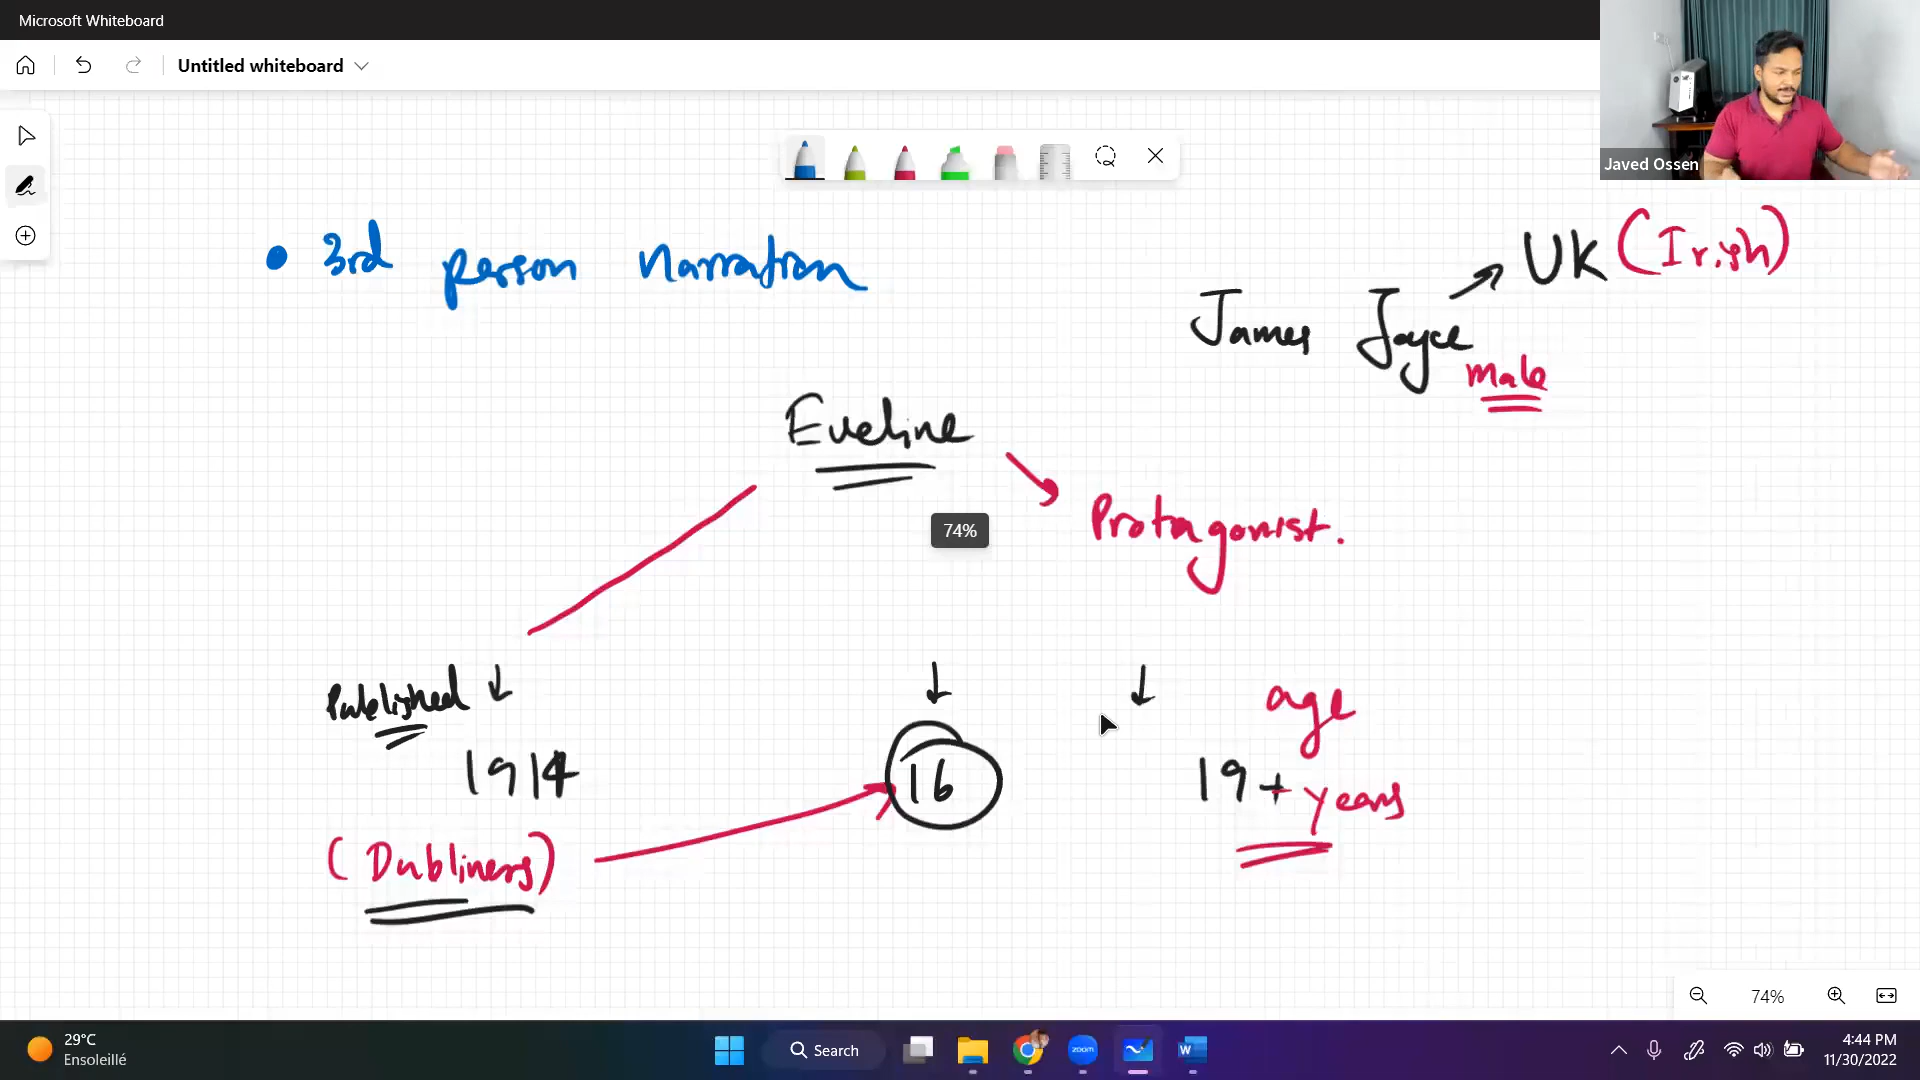 Microsoft Whiteboard
Untitled whiteboard
Javed Ossen
• 3rd person narration
UK (Irish)
James Joyce
male
Eveline
Protagonist.
74%
Published ↓
↓
↓
age
1914
16
19+ years
(Dubliners)
74%
29°C
Ensoleillé
Search
zoom
W
4:44 PM
11/30/2022